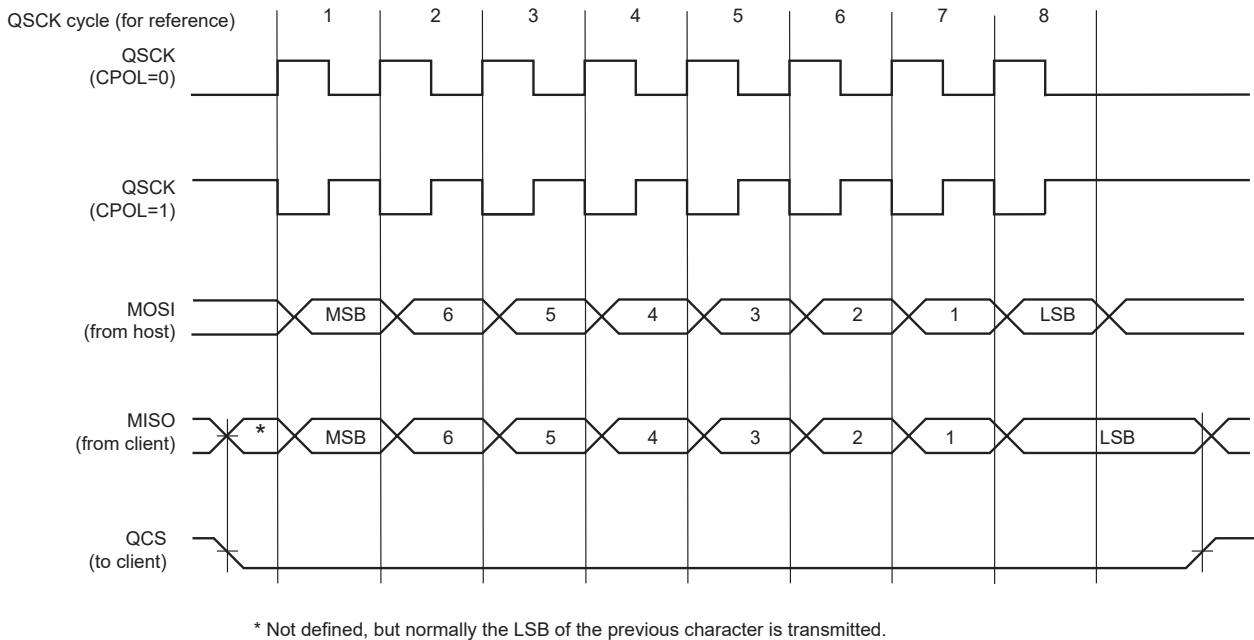 QSCK cycle (for reference)
1 2 3 4 5 6 7 8
QSCK
(CPOL=0)
QSCK
(CPOL=1)
MOSI
(from host)
MSB 6 5 4 3 2 1 LSB
MISO
(from client)
* MSB 6 5 4 3 2 1 LSB
QCS
(to client)
* Not defined, but normally the LSB of the previous character is transmitted.